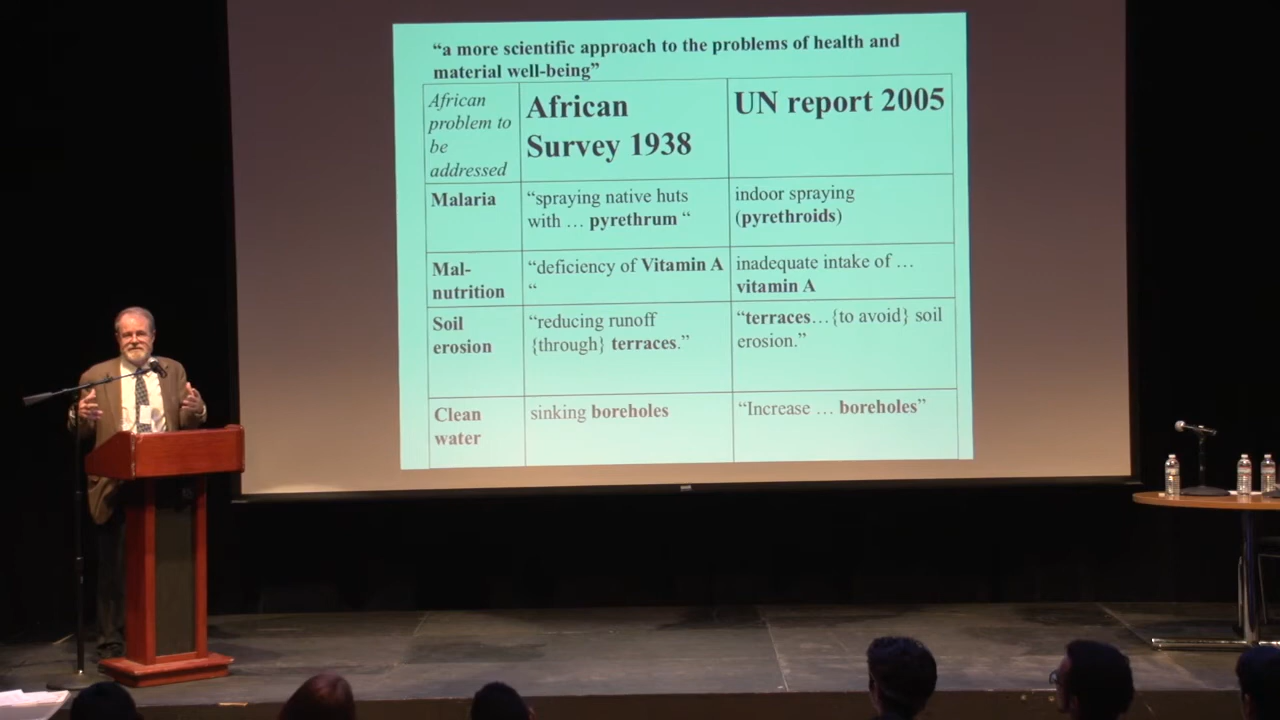 “a more scientific approach to the problems of health and
material well-being”
African
problem to
be
addressed
African
Survey 1938
UN report 2005
Malaria
“spraying native huts
with … pyrethrum “
indoor spraying
(pyrethroids)
Mal-
nutrition
“deficiency of Vitamin A
“
inadequate intake of …
vitamin A
Soil
erosion
“reducing runoff
{through} terraces.”
“terraces…{to avoid} soil
erosion.”
Clean
water
sinking boreholes
“Increase … boreholes”